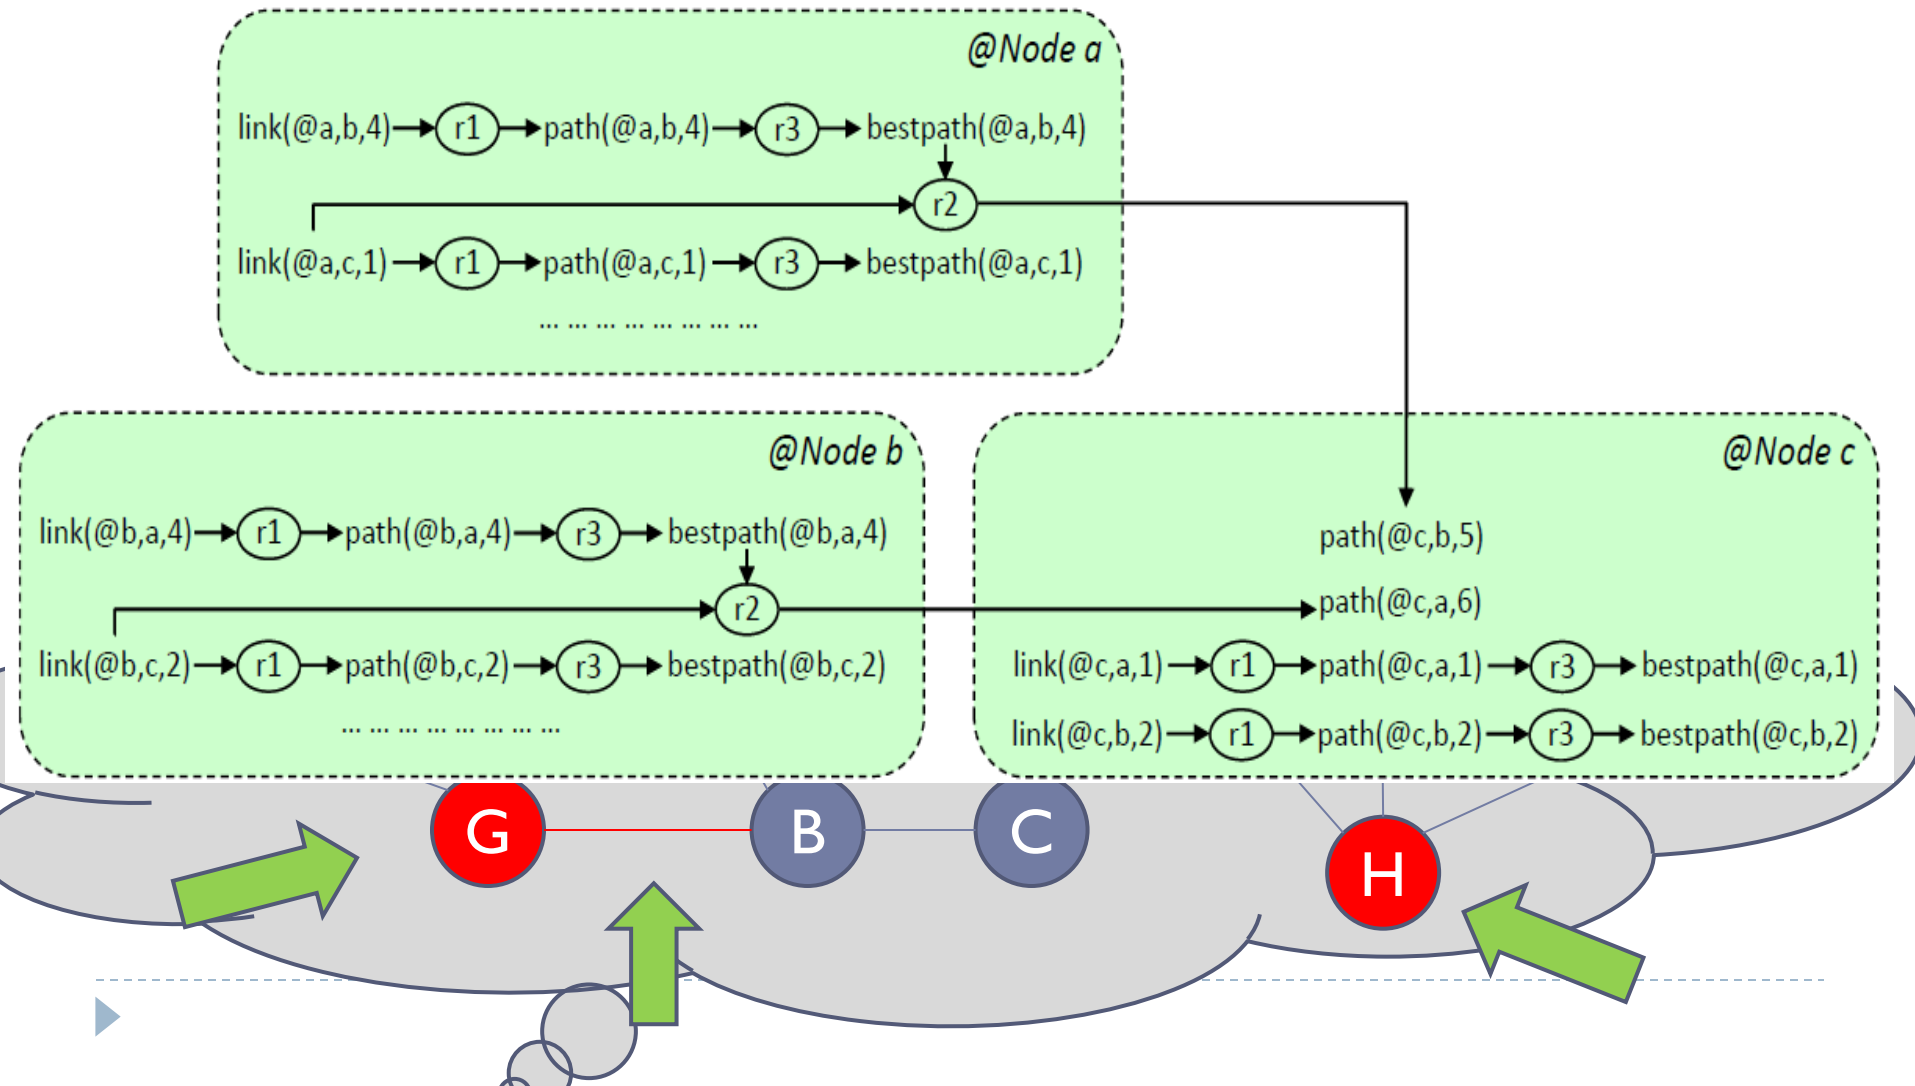 @Node a
link(@a,b,4) r1 path(@a,b,4) r3 bestpath(@a,b,4)
r2
link(@a,c,1) r1 path(@a,c,1) r3 bestpath(@a,c,1)
... ... ... ... ... ... ... ...
@Node b
link(@b,a,4) r1 path(@b,a,4) r3 bestpath(@b,a,4)
r2
link(@b,c,2) r1 path(@b,c,2) r3 bestpath(@b,c,2)
... ... ... ... ... ... ... ...
@Node c
path(@c,b,5)
path(@c,a,6)
link(@c,a,1) r1 path(@c,a,1) r3 bestpath(@c,a,1)
link(@c,b,2) r1 path(@c,b,2) r3 bestpath(@c,b,2)
G B C H